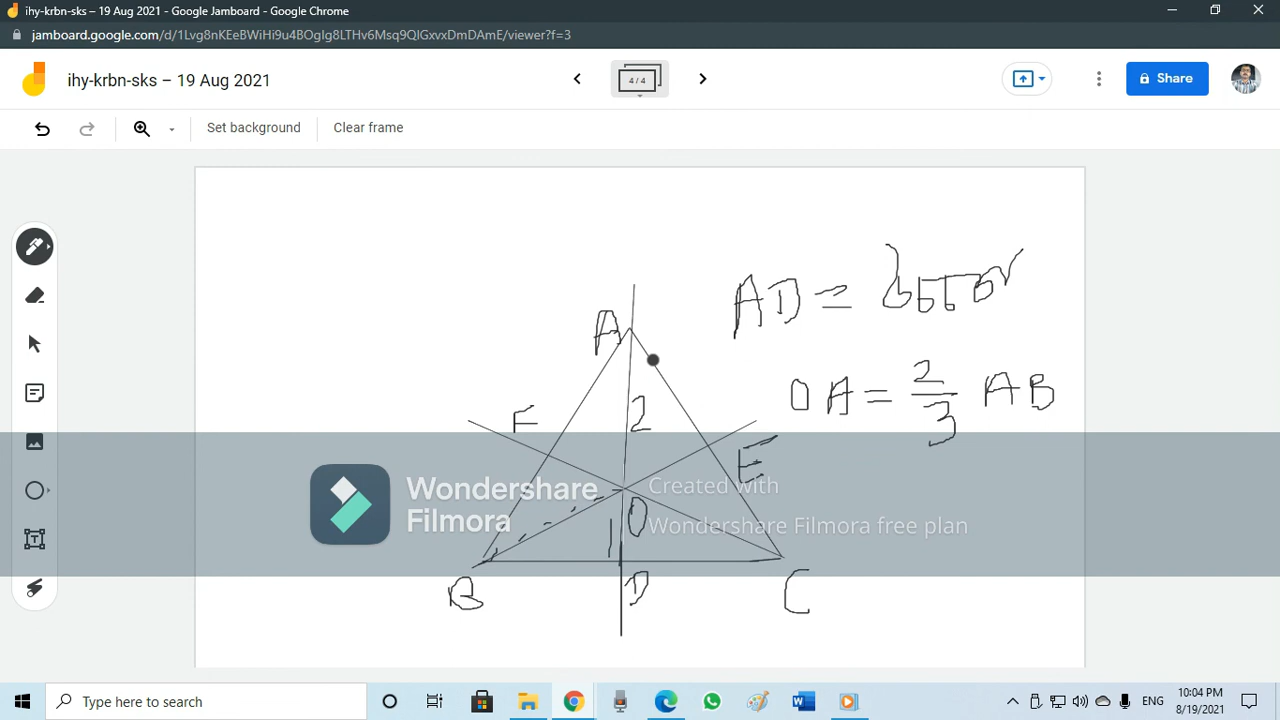 ihy-krbn-sks – 19 Aug 2021 - Google Jamboard - Google Chrome
jamboard.google.com/d/1Lvg8nKEeBWiHi9u4BOgIg8LTHv6Msq9QlGxvxDmDAmE/viewer?f=3
ihy-krbn-sks – 19 Aug 2021
4 / 4
Share
Set background
Clear frame
A
AD =
2
OA = 2/3 AB
F
E
Wondershare
Filmora
Created with
Wondershare Filmora free plan
O
1
B
D
C
Type here to search
ENG
10:04 PM
8/19/2021